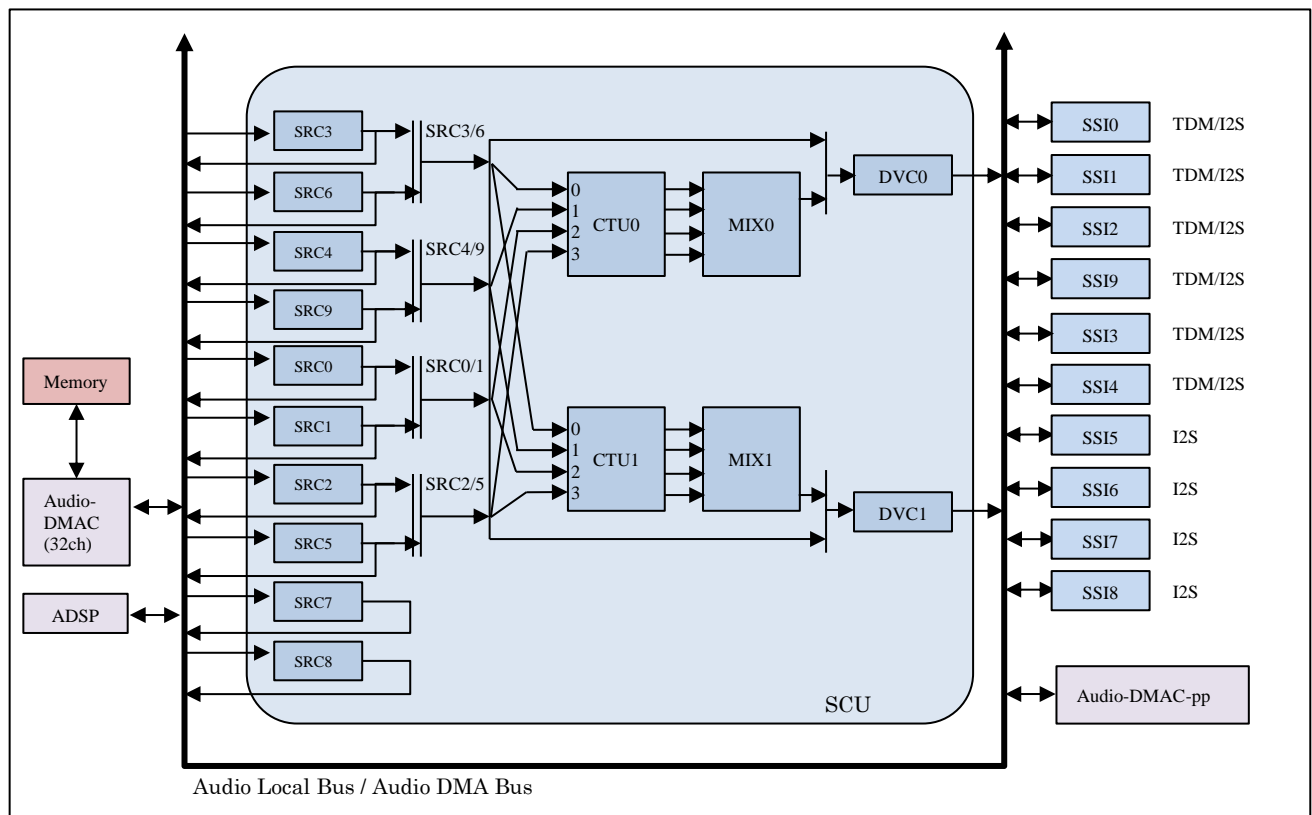 Memory
Audio-
DMAC
(32ch)
ADSP
SRC3
SRC6
SRC4
SRC9
SRC0
SRC1
SRC2
SRC5
SRC7
SRC8
SRC3/6
SRC4/9
SRC0/1
SRC2/5
0
1
2
3
CTU0
MIX0
DVC0
0
1
2
3
CTU1
MIX1
DVC1
SCU
SSI0 TDM/I2S
SSI1 TDM/I2S
SSI2 TDM/I2S
SSI9 TDM/I2S
SSI3 TDM/I2S
SSI4 TDM/I2S
SSI5 I2S
SSI6 I2S
SSI7 I2S
SSI8 I2S
Audio-DMAC-pp
Audio Local Bus / Audio DMA Bus